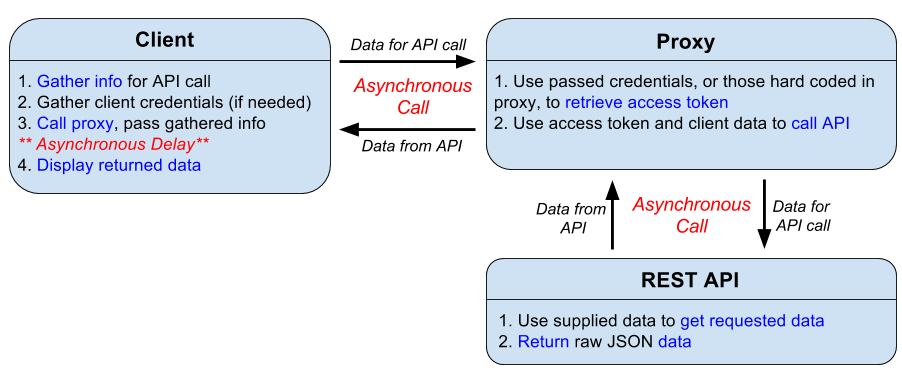 Client
1. Gather info for API call
2. Gather client credentials (if needed)
3. Call proxy, pass gathered info
** Asynchronous Delay**
4. Display returned data
Data for API call
Asynchronous
Call
Data from API
Proxy
1. Use passed credentials, or those hard coded in
proxy, to retrieve access token
2. Use access token and client data to call API
Data from
API
Asynchronous
Call
Data for
API call
REST API
1. Use supplied data to get requested data
2. Return raw JSON data